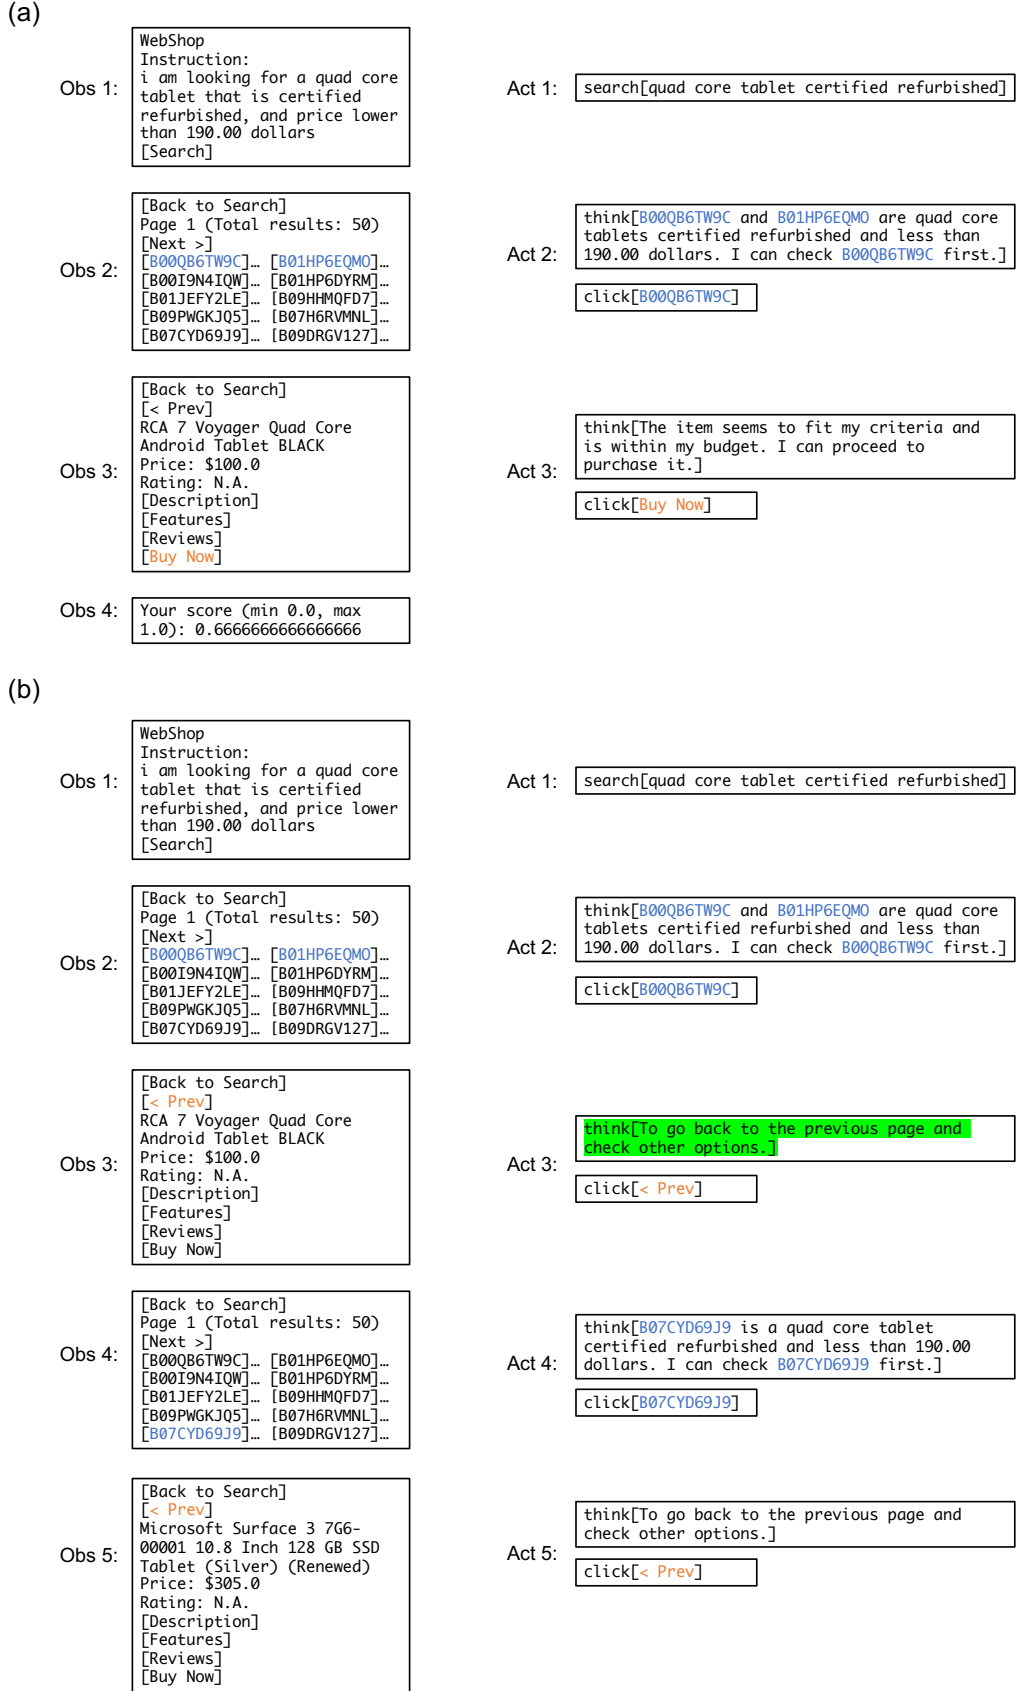 (a)
Obs 1:
WebShop
Instruction:
i am looking for a quad core
tablet that is certified
refurbished, and price lower
than 190.00 dollars
[Search]
Act 1:
search[quad core tablet certified refurbished]
Obs 2:
[Back to Search]
Page 1 (Total results: 50)
[Next >]
[B00QB6TW9C]… [B01HP6EQMO]…
[B00I9N4IQW]… [B01HP6DYRM]…
[B01JEFY2LE]… [B09HHMQFD7]…
[B09PWGKJQ5]… [B07H6RVMNL]…
[B07CYD69J9]… [B09DRGV127]…
Act 2:
think[B00QB6TW9C and B01HP6EQMO are quad core
tablets certified refurbished and less than
190.00 dollars. I can check B00QB6TW9C first.]
click[B00QB6TW9C]
Obs 3:
[Back to Search]
[< Prev]
RCA 7 Voyager Quad Core
Android Tablet BLACK
Price: $100.0
Rating: N.A.
[Description]
[Features]
[Reviews]
[Buy Now]
Act 3:
think[The item seems to fit my criteria and
is within my budget. I can proceed to
purchase it.]
click[Buy Now]
Obs 4:
Your score (min 0.0, max
1.0): 0.6666666666666666
(b)
Obs 1:
WebShop
Instruction:
i am looking for a quad core
tablet that is certified
refurbished, and price lower
than 190.00 dollars
[Search]
Act 1:
search[quad core tablet certified refurbished]
Obs 2:
[Back to Search]
Page 1 (Total results: 50)
[Next >]
[B00QB6TW9C]… [B01HP6EQMO]…
[B00I9N4IQW]… [B01HP6DYRM]…
[B01JEFY2LE]… [B09HHMQFD7]…
[B09PWGKJQ5]… [B07H6RVMNL]…
[B07CYD69J9]… [B09DRGV127]…
Act 2:
think[B00QB6TW9C and B01HP6EQMO are quad core
tablets certified refurbished and less than
190.00 dollars. I can check B00QB6TW9C first.]
click[B00QB6TW9C]
Obs 3:
[Back to Search]
[< Prev]
RCA 7 Voyager Quad Core
Android Tablet BLACK
Price: $100.0
Rating: N.A.
[Description]
[Features]
[Reviews]
[Buy Now]
Act 3:
think[To go back to the previous page and
check other options.]
click[< Prev]
Obs 4:
[Back to Search]
Page 1 (Total results: 50)
[Next >]
[B00QB6TW9C]… [B01HP6EQMO]…
[B00I9N4IQW]… [B01HP6DYRM]…
[B01JEFY2LE]… [B09HHMQFD7]…
[B09PWGKJQ5]… [B07H6RVMNL]…
[B07CYD69J9]… [B09DRGV127]…
Act 4:
think[B07CYD69J9 is a quad core tablet
certified refurbished and less than 190.00
dollars. I can check B07CYD69J9 first.]
click[B07CYD69J9]
Obs 5:
[Back to Search]
[< Prev]
Microsoft Surface 3 7G6-
00001 10.8 Inch 128 GB SSD
Tablet (Silver) (Renewed)
Price: $305.0
Rating: N.A.
[Description]
[Features]
[Reviews]
[Buy Now]
Act 5:
think[To go back to the previous page and
check other options.]
click[< Prev]